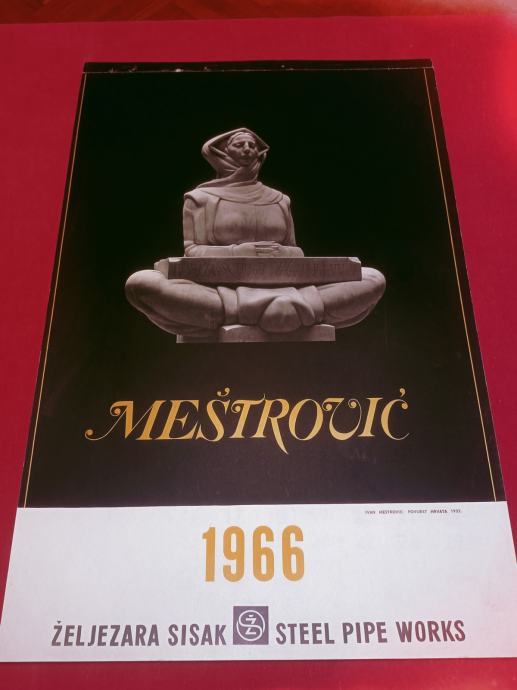 MEŠTROVIĆ
IVAN MEŠTROVIĆ: POVIJEST HRVATA 1932.
1966
ŽELJEZARA SISAK STEEL PIPE WORKS